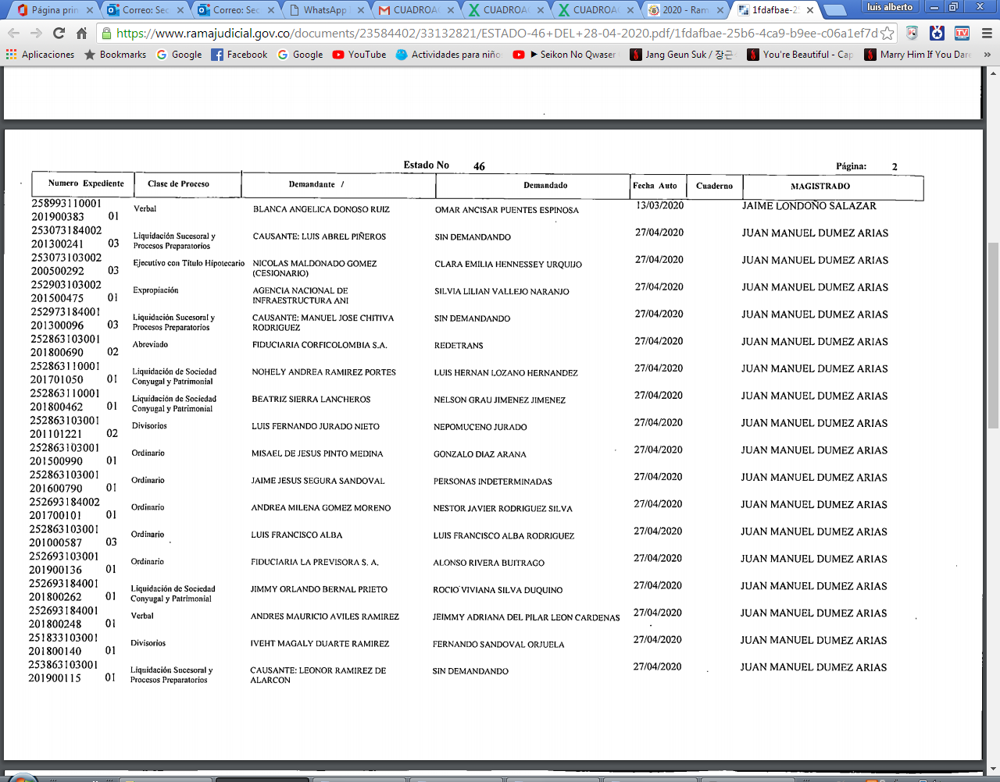 Página prin
Correo: Sec
Correo: Sec
WhatsApp
CUADROAC
CUADROAC
CUADROAC
2020 - Ram
1fdafbae-25
luis alberto
https://www.ramajudicial.gov.co/documents/23584402/33132821/ESTADO-46+DEL+28-04-2020.pdf/1fdafbae-25b6-4ca9-b9ee-c06a1ef7d
Aplicaciones Bookmarks Google Facebook Google YouTube Actividades para niño ► Seikon No Qwaser Jang Geun Suk / 장근 You're Beautiful - Cap Marry Him If You Dare »
Estado No 46 Página: 2
Numero Expediente Clase de Proceso Demandante / Demandado Fecha Auto Cuaderno MAGISTRADO
258993110001 13/03/2020 JAIME LONDOÑO SALAZAR
Verbal BLANCA ANGELICA DONOSO RUIZ OMAR ANCISAR PUENTES ESPINOSA
201900383 01
253073184002 27/04/2020 JUAN MANUEL DUMEZ ARIAS
Liquidación Sucesoral y CAUSANTE: LUIS ABREL PIÑEROS SIN DEMANDANDO
201300241 03 Procesos Preparatorios
253073103002 27/04/2020 JUAN MANUEL DUMEZ ARIAS
Ejecutivo con Título Hipotecario NICOLAS MALDONADO GOMEZ CLARA EMILIA HENNESSEY URQUIJO
200500292 03 (CESIONARIO)
252903103002 27/04/2020 JUAN MANUEL DUMEZ ARIAS
Expropiación AGENCIA NACIONAL DE SILVIA LILIAN VALLEJO NARANJO
201500475 01 INFRAESTRUCTURA ANI
252973184001 27/04/2020 JUAN MANUEL DUMEZ ARIAS
Liquidación Sucesoral y CAUSANTE: MANUEL JOSE CHITIVA SIN DEMANDANDO
201300096 03 Procesos Preparatorios RODRIGUEZ
252863103001 27/04/2020 JUAN MANUEL DUMEZ ARIAS
Abreviado FIDUCIARIA CORFICOLOMBIA S.A. REDETRANS
201800690 02
252863110001 27/04/2020 JUAN MANUEL DUMEZ ARIAS
Liquidación de Sociedad NOHELY ANDREA RAMIREZ PORTES LUIS HERNAN LOZANO HERNANDEZ
201701050 01 Conyugal y Patrimonial
252863110001 27/04/2020 JUAN MANUEL DUMEZ ARIAS
Liquidación de Sociedad BEATRIZ SIERRA LANCHEROS NELSON GRAU JIMENEZ JIMENEZ
201800462 01 Conyugal y Patrimonial
252863103001 27/04/2020 JUAN MANUEL DUMEZ ARIAS
Divisorios LUIS FERNANDO JURADO NIETO NEPOMUCENO JURADO
201101221 02
252863103001 27/04/2020 JUAN MANUEL DUMEZ ARIAS
Ordinario MISAEL DE JESUS PINTO MEDINA GONZALO DIAZ ARANA
201500990 01
252863103001 27/04/2020 JUAN MANUEL DUMEZ ARIAS
Ordinario JAIME JESUS SEGURA SANDOVAL PERSONAS INDETERMINADAS
201600790 01
252693184002 27/04/2020 JUAN MANUEL DUMEZ ARIAS
Ordinario ANDREA MILENA GOMEZ MORENO NESTOR JAVIER RODRIGUEZ SILVA
201700101 01
252863103001 27/04/2020 JUAN MANUEL DUMEZ ARIAS
Ordinario LUIS FRANCISCO ALBA LUIS FRANCISCO ALBA RODRIGUEZ
201000587 03
252693103001 27/04/2020 JUAN MANUEL DUMEZ ARIAS
Ordinario FIDUCIARIA LA PREVISORA S. A. ALONSO RIVERA BUITRAGO
201900136 01
252693184001 27/04/2020 JUAN MANUEL DUMEZ ARIAS
Liquidación de Sociedad JIMMY ORLANDO BERNAL PRIETO ROCIO VIVIANA SILVA DUQUINO
201800262 01 Conyugal y Patrimonial
252693184001 27/04/2020 JUAN MANUEL DUMEZ ARIAS
Verbal ANDRES MAURICIO AVILES RAMIREZ JEIMMY ADRIANA DEL PILAR LEON CARDENAS
201800248 01
251833103001 27/04/2020 JUAN MANUEL DUMEZ ARIAS
Divisorios IVEHT MAGALY DUARTE RAMIREZ FERNANDO SANDOVAL ORJUELA
201800140 01
253863103001 27/04/2020 JUAN MANUEL DUMEZ ARIAS
Liquidación Sucesoral y CAUSANTE: LEONOR RAMIREZ DE SIN DEMANDANDO
201900115 01 Procesos Preparatorios ALARCON